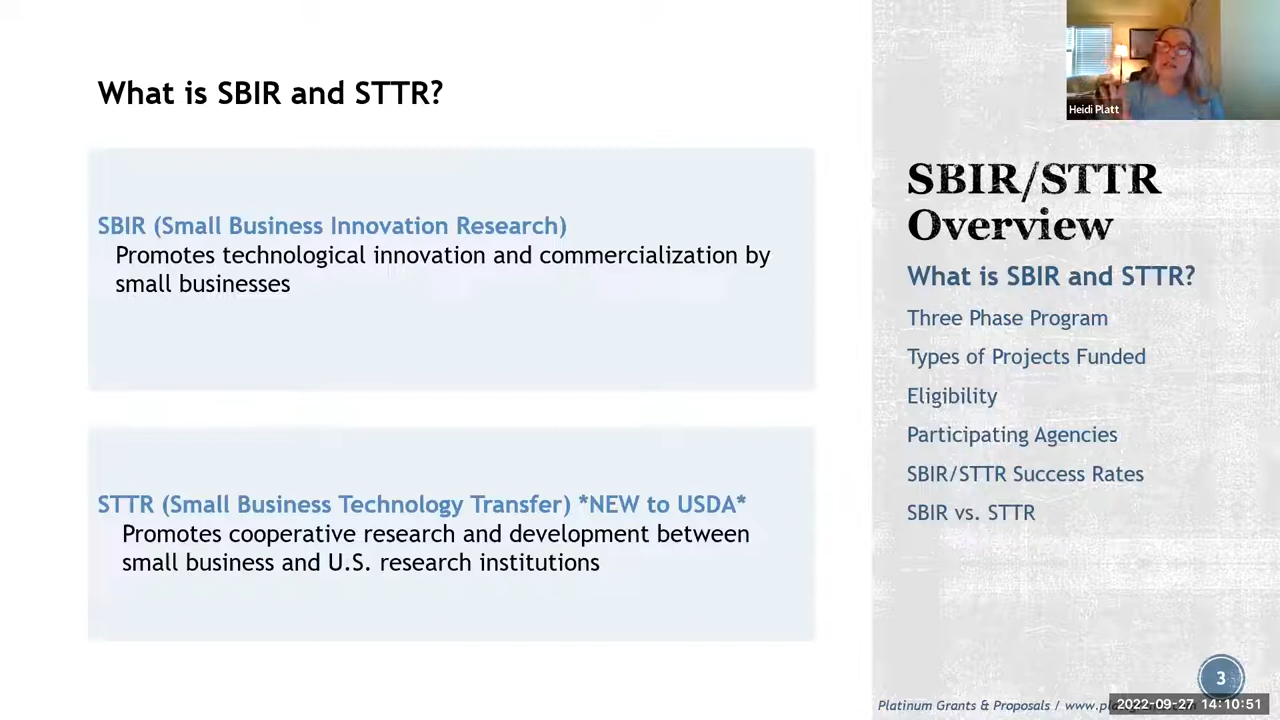 What is SBIR and STTR?
SBIR (Small Business Innovation Research)
Promotes technological innovation and commercialization by
small businesses
STTR (Small Business Technology Transfer) *NEW to USDA*
Promotes cooperative research and development between
small business and U.S. research institutions
Heidi Platt
SBIR/STTR
Overview
What is SBIR and STTR?
Three Phase Program
Types of Projects Funded
Eligibility
Participating Agencies
SBIR/STTR Success Rates
SBIR vs. STTR
3
Platinum Grants & Proposals /
2022-09-27 14:10:51